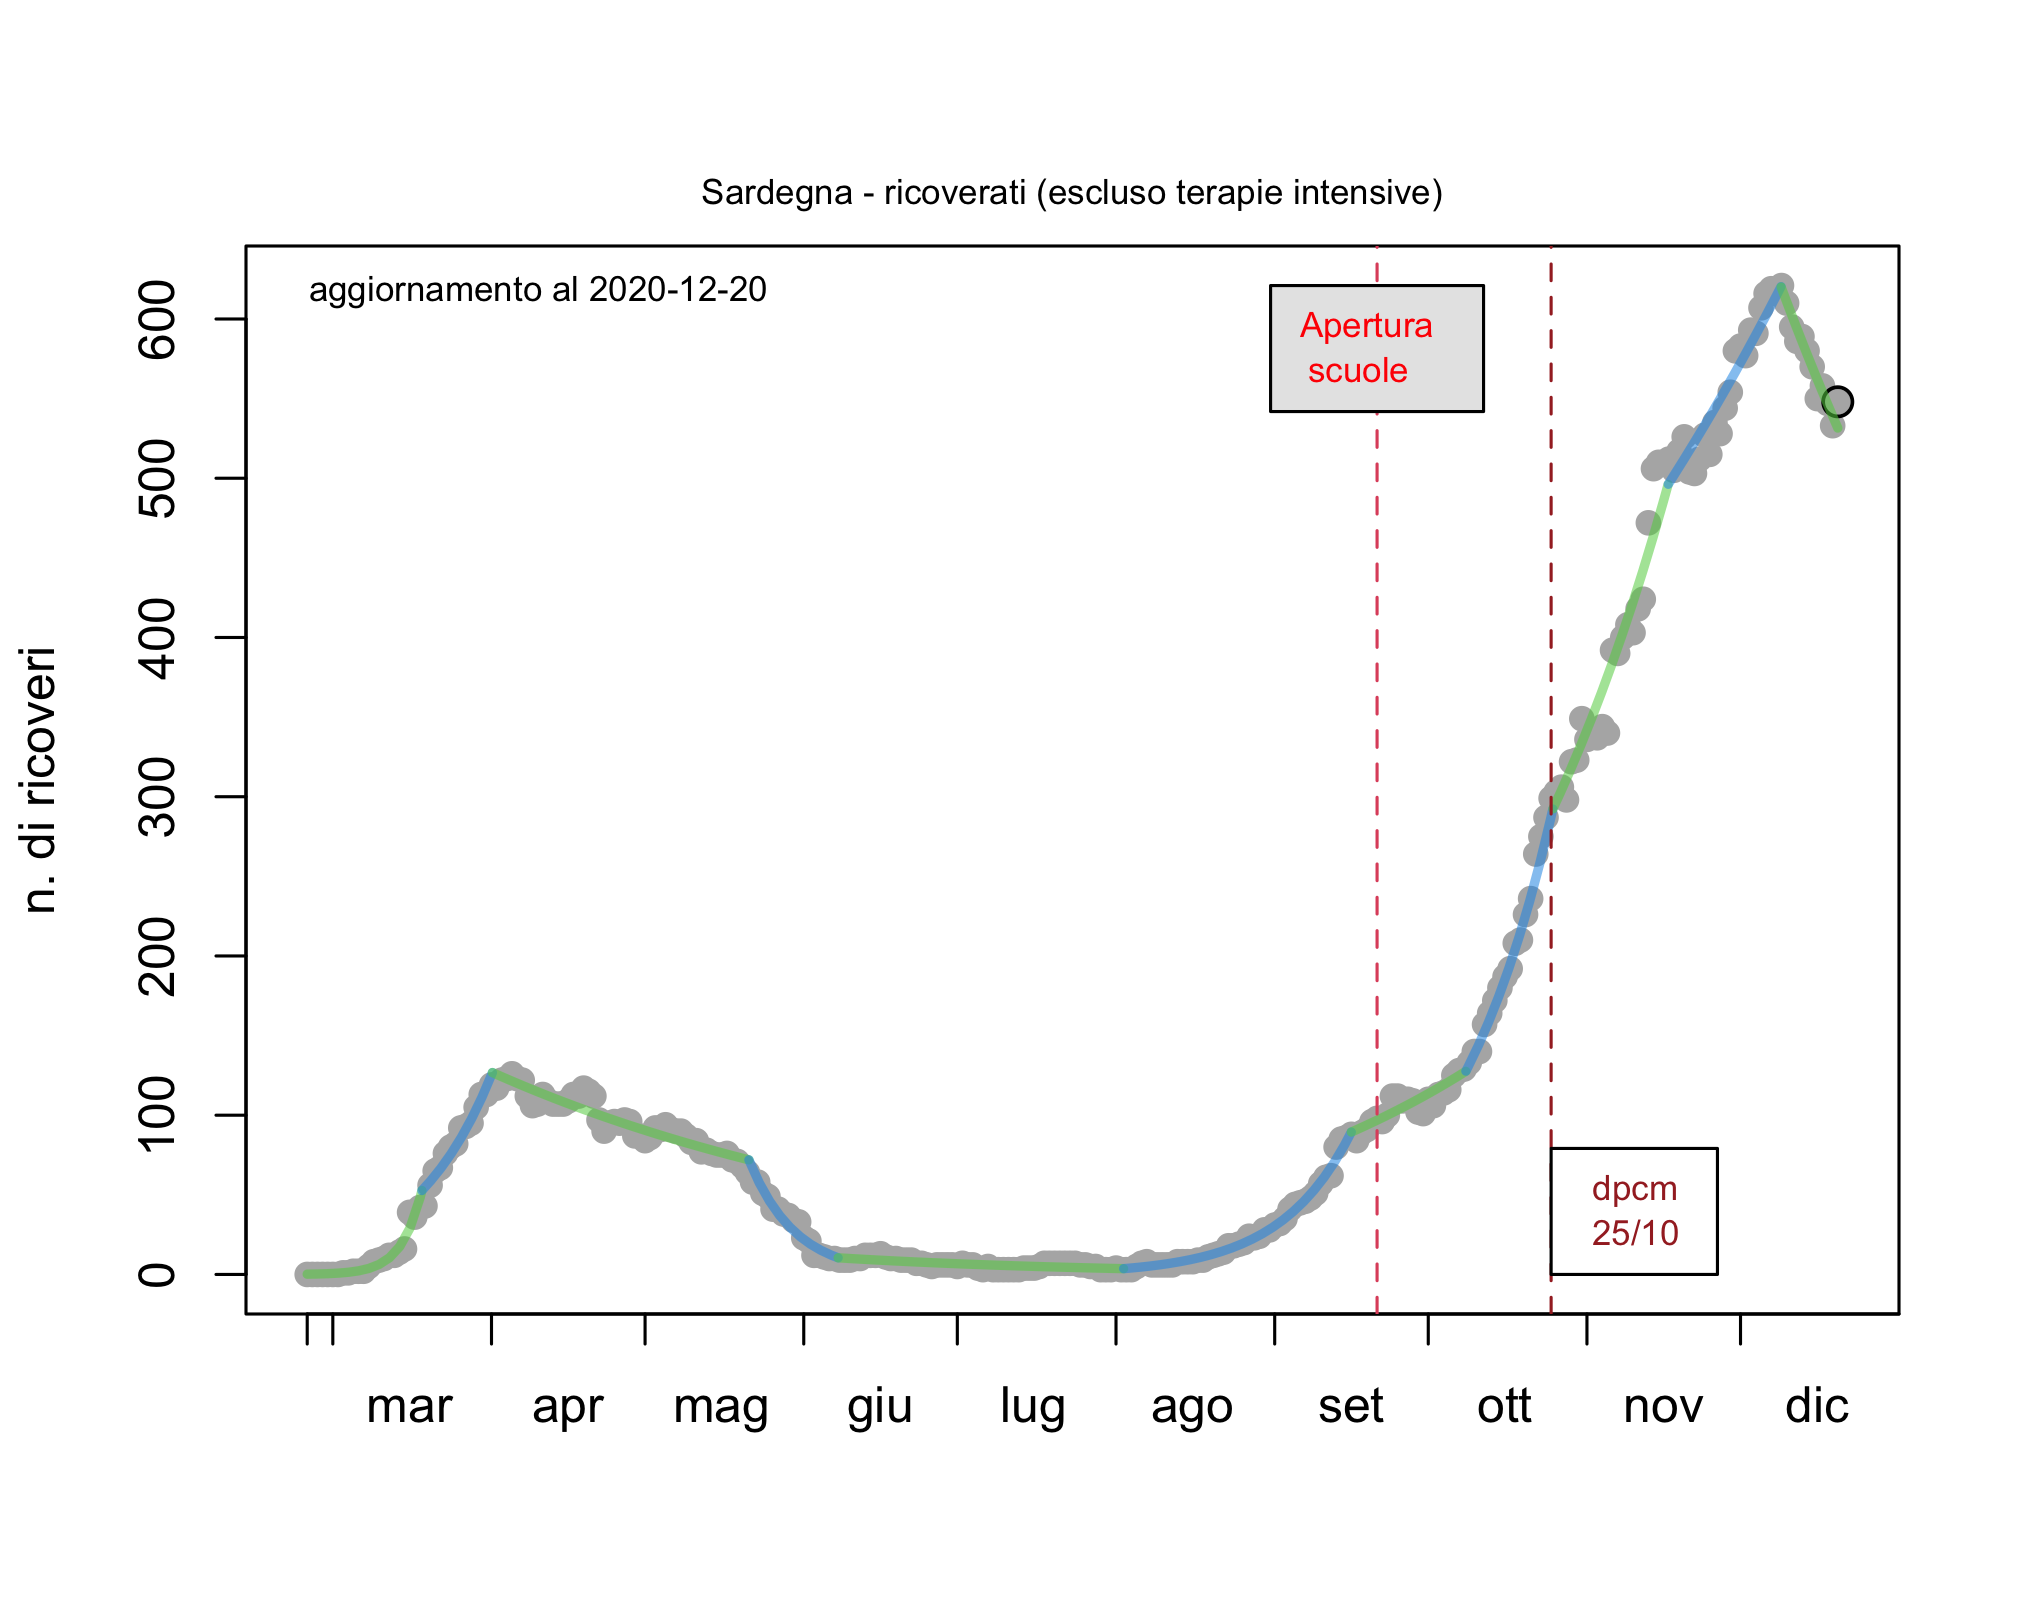 Sardegna - ricoverati (escluso terapie intensive)
aggiornamento al 2020-12-20
Apertura
scuole
dpcm
25/10
n. di ricoveri
600
500
400
300
200
100
0
mar apr mag giu lug ago set ott nov dic